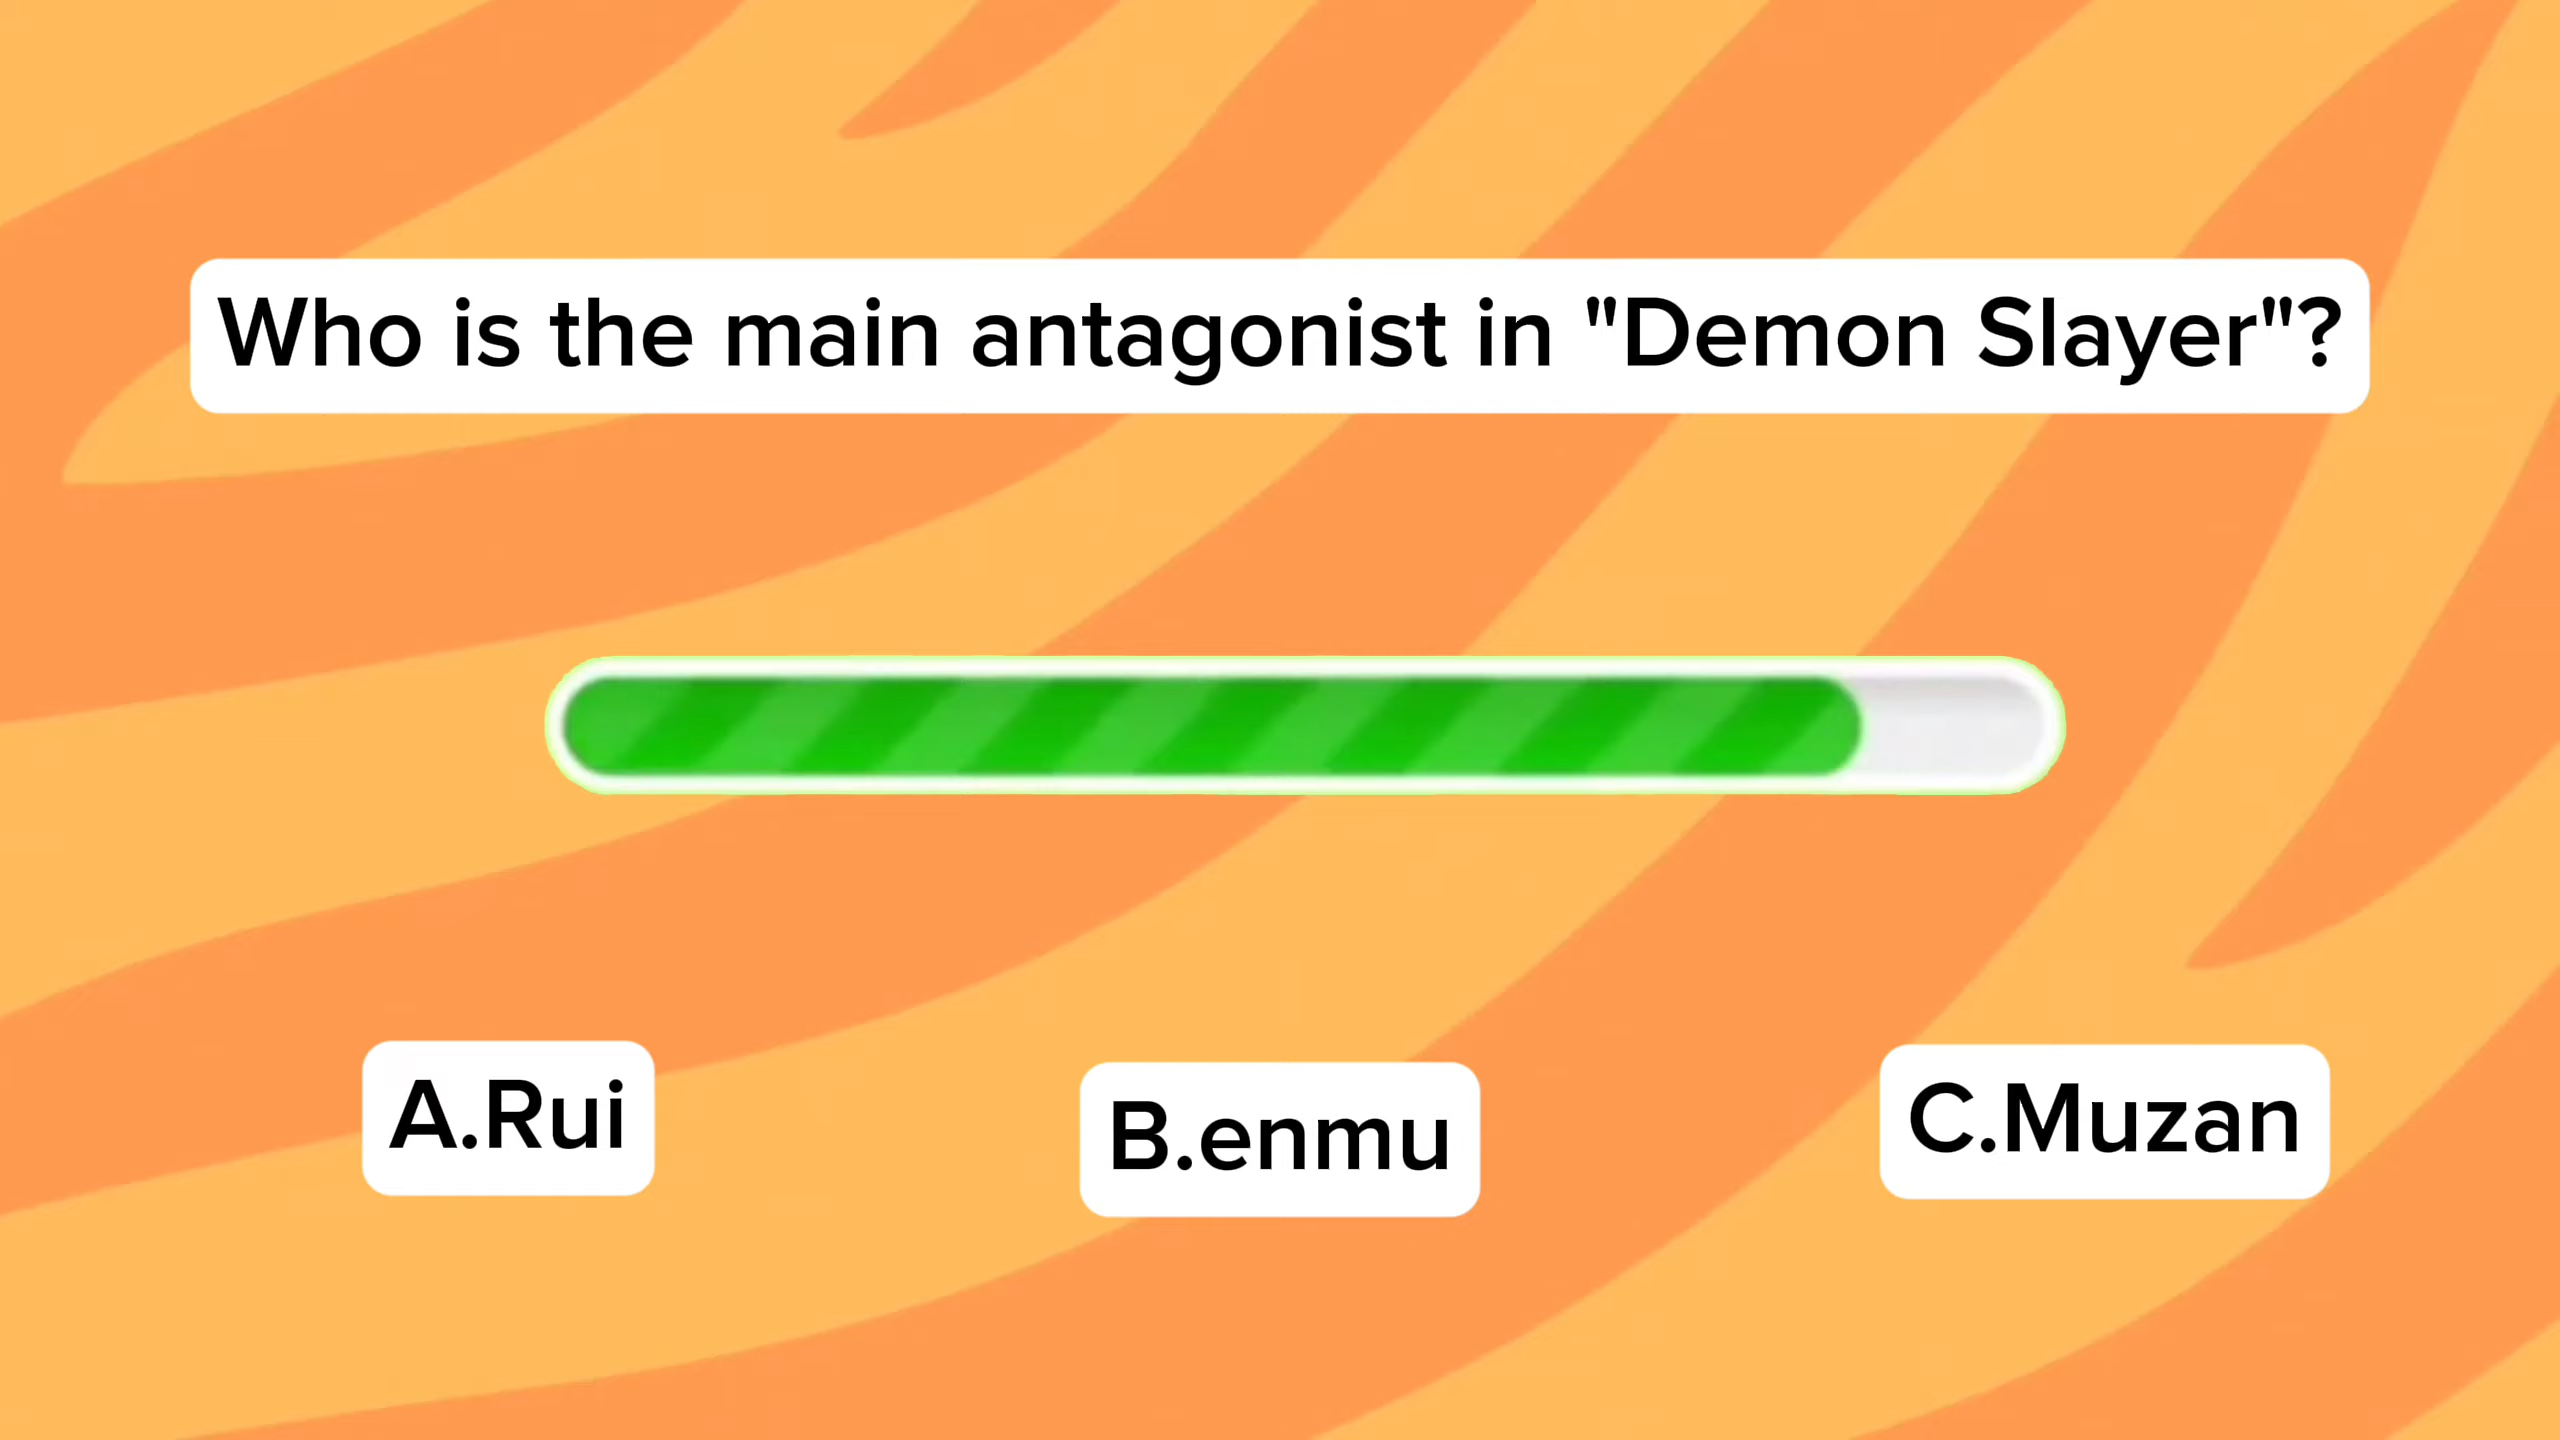 Who is the main antagonist in "Demon Slayer"?
A.Rui
B.enmu
C.Muzan